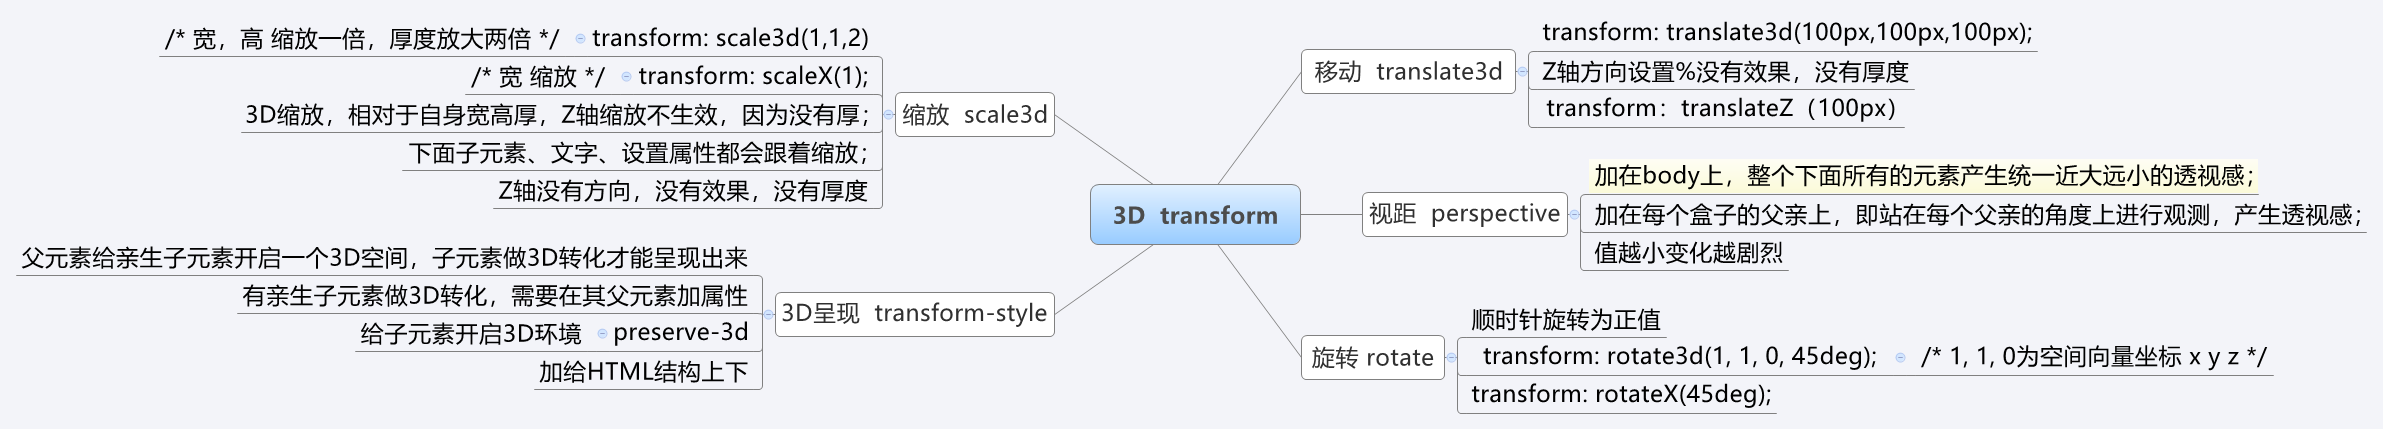 3D  transform
移动  translate3d
transform: translate3d(100px,100px,100px);
Z轴方向设置%没有效果，没有厚度
transform：translateZ（100px）
视距  perspective
加在body上，整个下面所有的元素产生统一近大远小的透视感；
加在每个盒子的父亲上，即站在每个父亲的角度上进行观测，产生透视感；
值越小变化越剧烈
旋转 rotate
顺时针旋转为正值
transform: rotate3d(1, 1, 0, 45deg);  /* 1, 1, 0为空间向量坐标 x y z */
transform: rotateX(45deg);
缩放  scale3d
/* 宽，高 缩放一倍，厚度放大两倍 */  transform: scale3d(1,1,2)
/* 宽 缩放 */  transform: scaleX(1);
3D缩放，相对于自身宽高厚，Z轴缩放不生效，因为没有厚；
下面子元素、文字、设置属性都会跟着缩放；
Z轴没有方向，没有效果，没有厚度
3D呈现  transform-style
父元素给亲生子元素开启一个3D空间，子元素做3D转化才能呈现出来
有亲生子元素做3D转化，需要在其父元素加属性
给子元素开启3D环境  preserve-3d
加给HTML结构上下